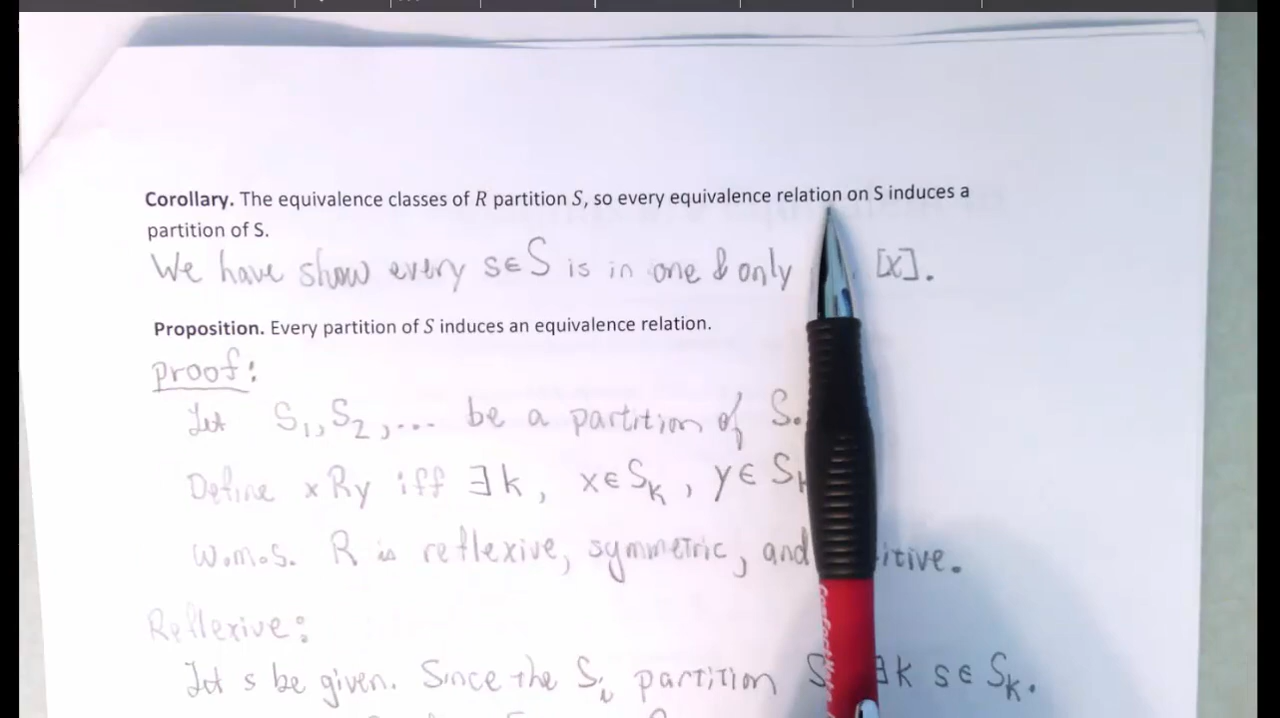 Corollary. The equivalence classes of R partition S, so every equivalence relation on S induces a
partition of S.
We have show every s∈S is in one & only [x].
Proposition. Every partition of S induces an equivalence relation.
Proof:
Let S₁, S₂, ... be a partition of S.
Define xRy iff ∃k, x∈Sₖ, y∈S
W.m.s. R is reflexive, symmetric, and itive.
Reflexive:
Let s be given. Since the Sᵢ partition S ∃k s∈Sₖ.